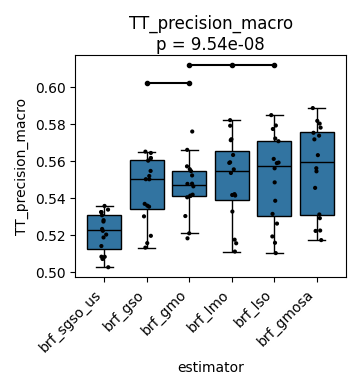 TT_precision_macro
p = 9.54e-08
TT_precision_macro
0.60
0.58
0.56
0.54
0.52
0.50
brf_sgso_us
brf_gso
brf_gmo
brf_lmo
brf_lso
brf_gmosa
estimator